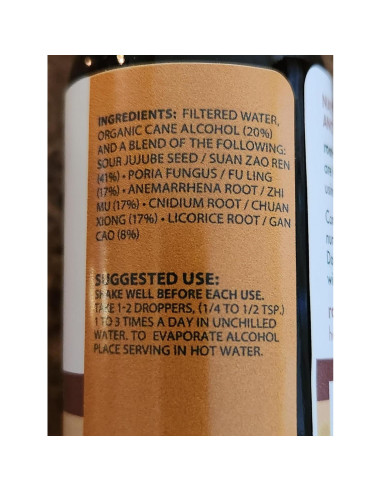 INGREDIENTS: FILTERED WATER,
ORGANIC CANE ALCOHOL (20%)
AND A BLEND OF THE FOLLOWING:
SOUR JUJUBE SEED / SUAN ZAO REN
(41%) • PORIA FUNGUS / FU LING
(17%) • ANEMARRHENA ROOT / ZHI
MU (17%) • CNIDIUM ROOT / CHUAN
XIONG (17%) • LICORICE ROOT / GAN
CAO (8%)
SUGGESTED USE:
SHAKE WELL BEFORE EACH USE.
TAKE 1-2 DROPPERS, (1/4 TO 1/2 TSP.)
1 TO 3 TIMES A DAY IN UNCHILLED
WATER. TO EVAPORATE ALCOHOL
PLACE SERVING IN HOT WATER.